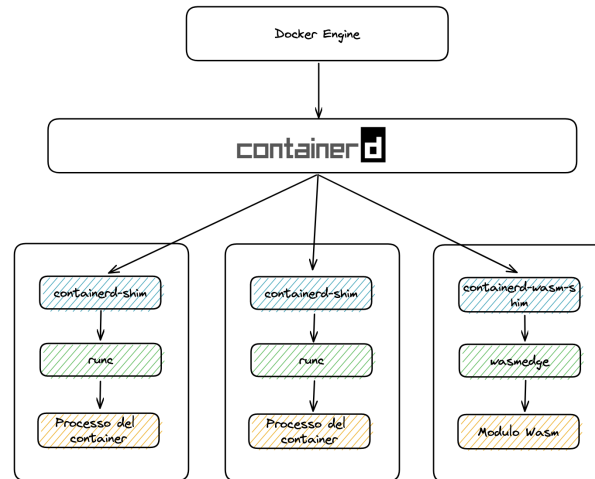 Docker Engine
containerd
containerd-shim
containerd-shim
containerd-wasm-s
him
runc
runc
wasmedge
Processo del
container
Processo del
container
Modulo Wasm